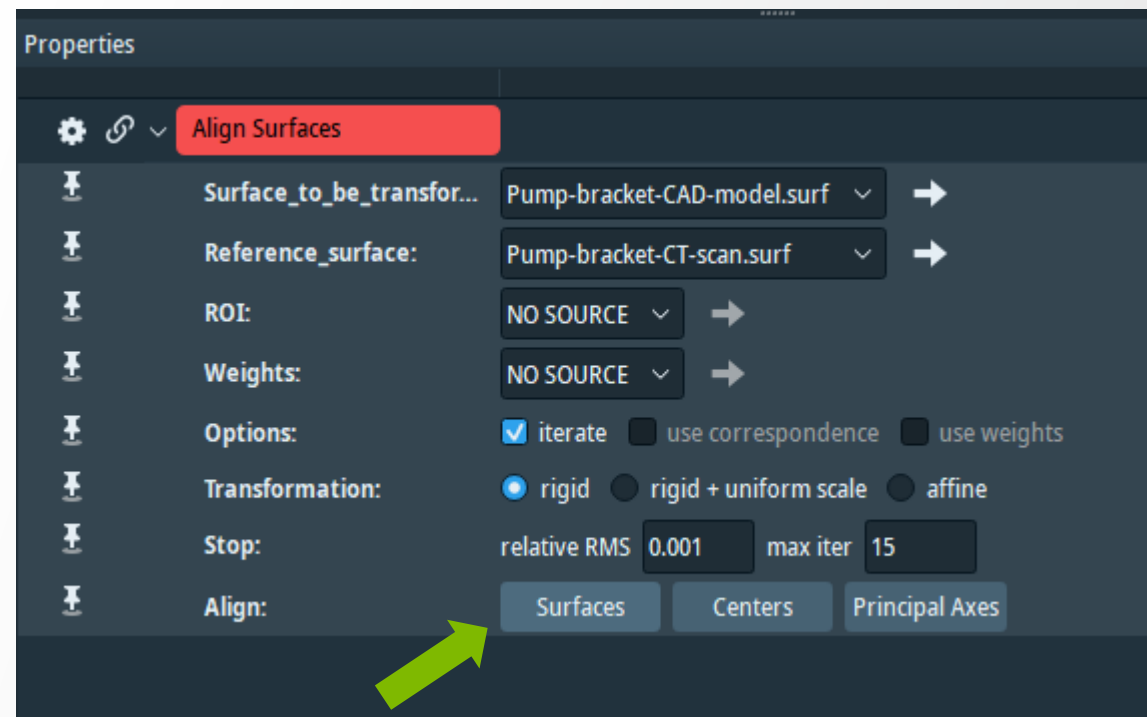 Properties
Align Surfaces
Surface_to_be_transfor... Pump-bracket-CAD-model.surf
Reference_surface: Pump-bracket-CT-scan.surf
ROI: NO SOURCE
Weights: NO SOURCE
Options: iterate use correspondence use weights
Transformation: rigid rigid + uniform scale affine
Stop: relative RMS 0.001 max iter 15
Align: Surfaces Centers Principal Axes